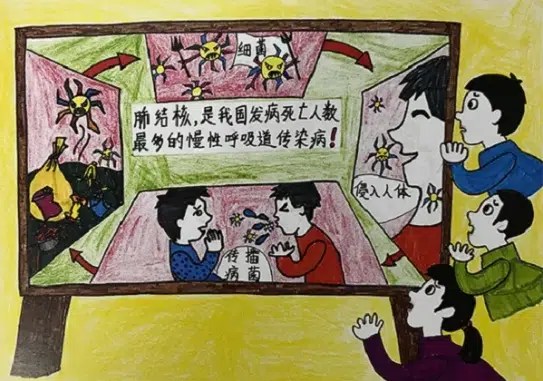 细菌
肺结核,是我国发病死亡人数
最多的慢性呼吸道传染病!
侵入人体
传播
病菌